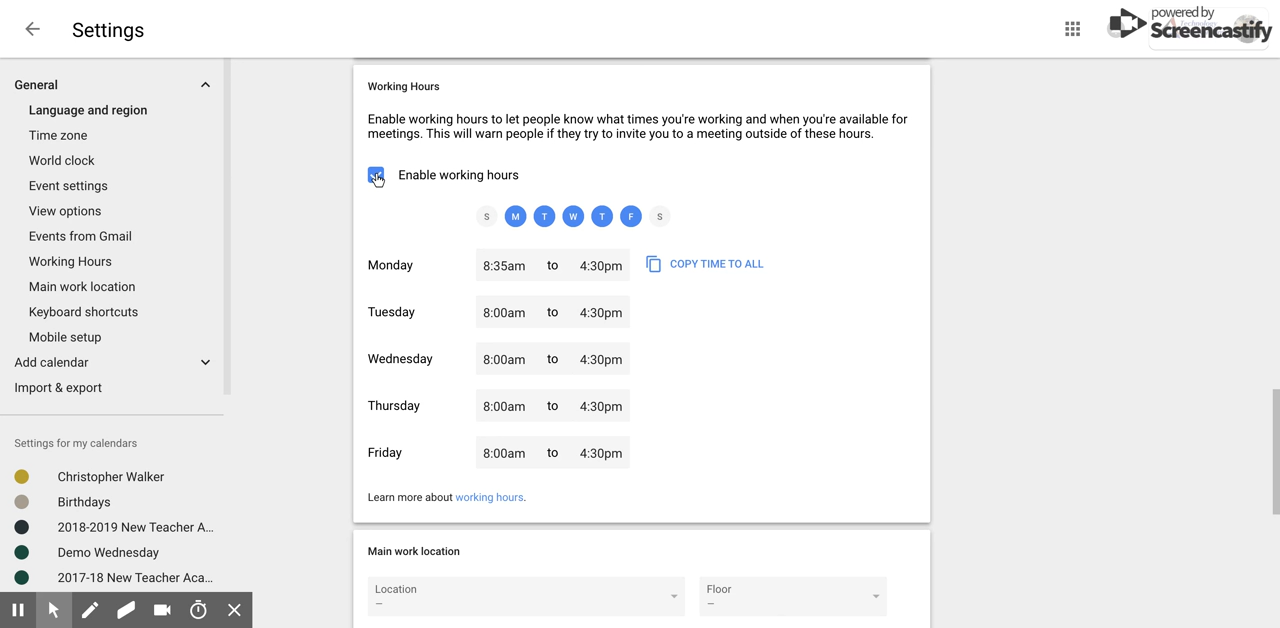 Settings
powered by
Screencastify
General
Language and region
Time zone
World clock
Event settings
View options
Events from Gmail
Working Hours
Main work location
Keyboard shortcuts
Mobile setup
Add calendar
Import & export
Settings for my calendars
Christopher Walker
Birthdays
2018-2019 New Teacher A...
Demo Wednesday
2017-18 New Teacher Aca...
Working Hours
Enable working hours to let people know what times you're working and when you're available for
meetings. This will warn people if they try to invite you to a meeting outside of these hours.
Enable working hours
S M T W T F S
Monday 8:35am to 4:30pm COPY TIME TO ALL
Tuesday 8:00am to 4:30pm
Wednesday 8:00am to 4:30pm
Thursday 8:00am to 4:30pm
Friday 8:00am to 4:30pm
Learn more about working hours.
Main work location
Location
–
Floor
–